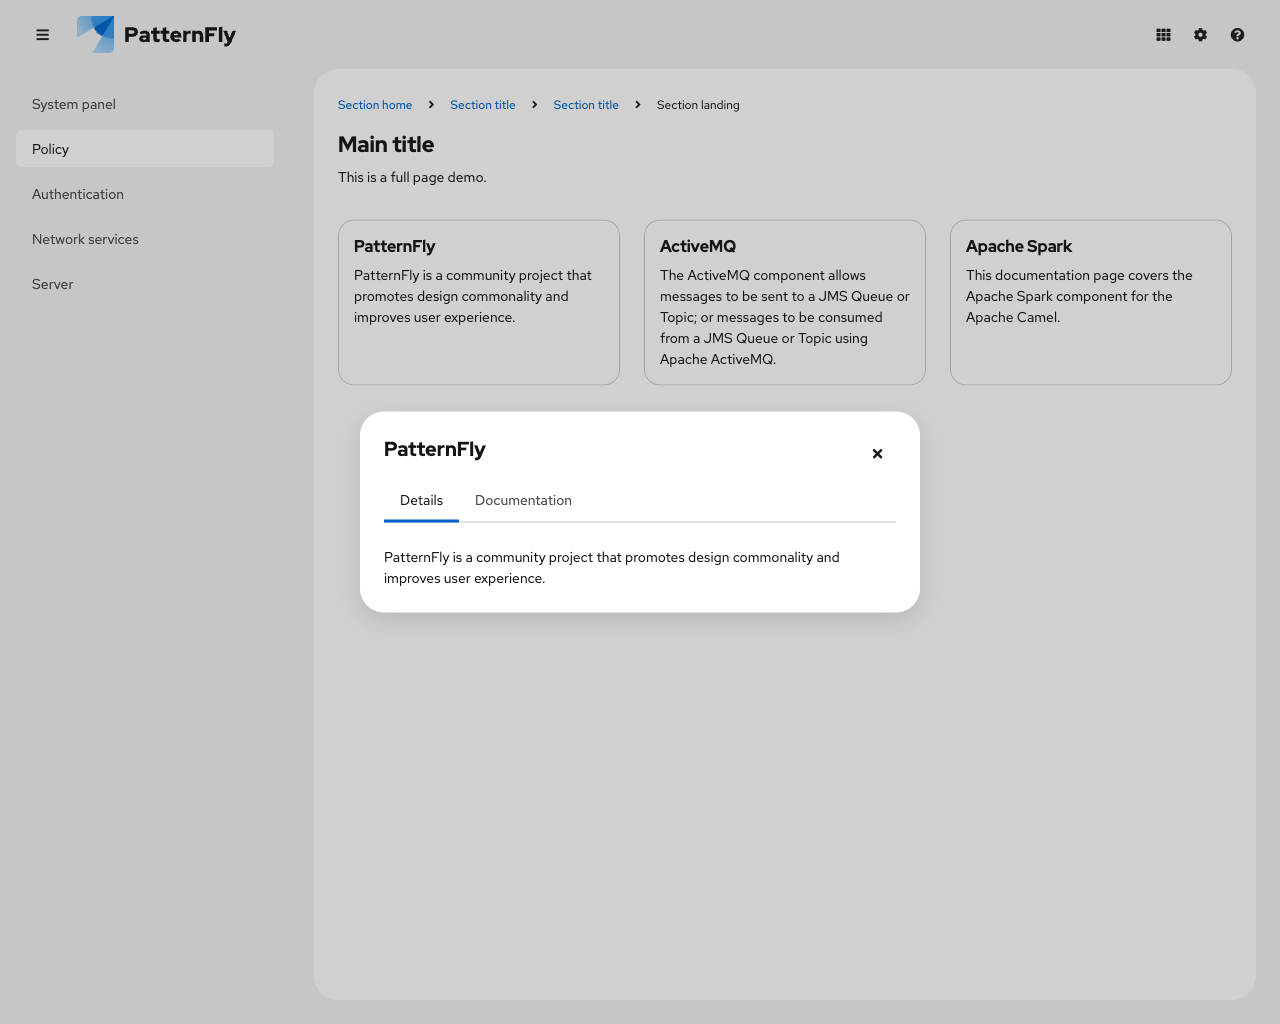 PatternFly
System panel
Policy
Authentication
Network services
Server
Section home Section title Section title Section landing
Main title
This is a full page demo.
PatternFly
PatternFly is a community project that
promotes design commonality and
improves user experience.
ActiveMQ
The ActiveMQ component allows
messages to be sent to a JMS Queue or
Topic; or messages to be consumed
from a JMS Queue or Topic using
Apache ActiveMQ.
Apache Spark
This documentation page covers the
Apache Spark component for the
Apache Camel.
PatternFly
Details Documentation
PatternFly is a community project that promotes design commonality and
improves user experience.